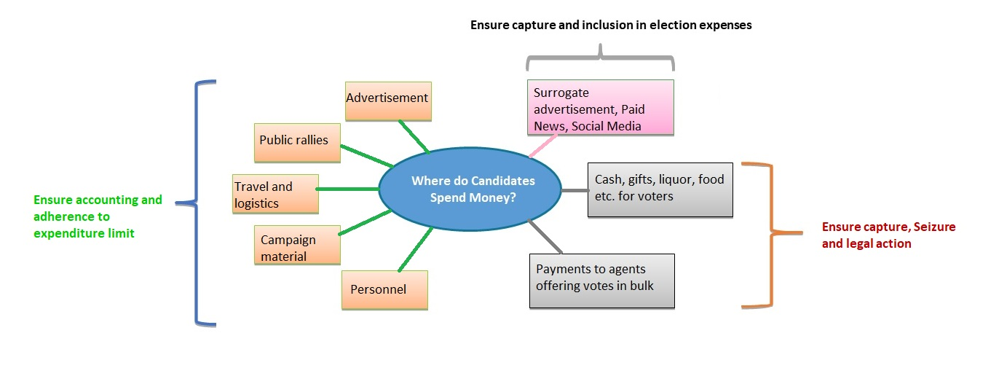 Ensure capture and inclusion in election expenses
Advertisement
Surrogate
advertisement, Paid
News, Social Media
Public rallies
Where do Candidates
Spend Money?
Cash, gifts, liquor, food
etc. for voters
Travel and
logistics
Ensure accounting and
adherence to
expenditure limit
Ensure capture, Seizure
and legal action
Campaign
material
Payments to agents
offering votes in bulk
Personnel